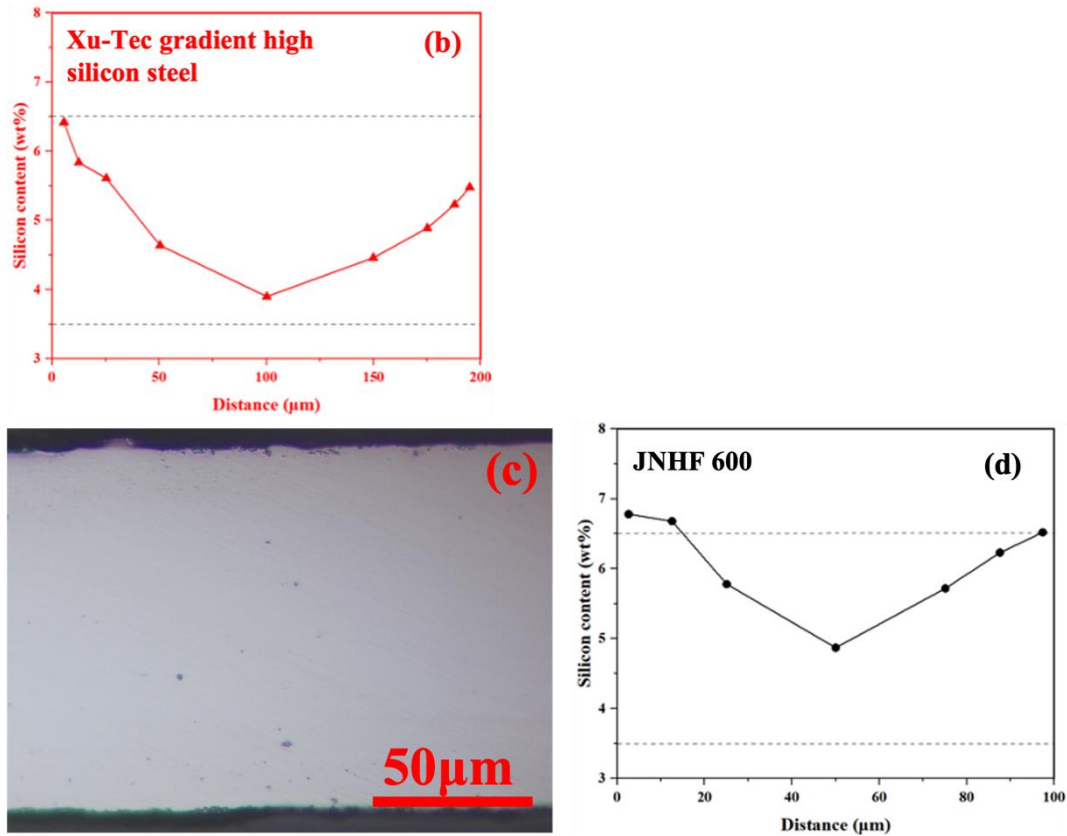 Xu-Tec gradient high
silicon steel
(b)
8
7
6
5
4
3
Silicon content (wt%)
0
50
100
150
200
Distance (μm)
(c)
50μm
JNHF 600
(d)
8
7
6
5
4
3
Silicon content (wt%)
0
20
40
60
80
100
Distance (μm)